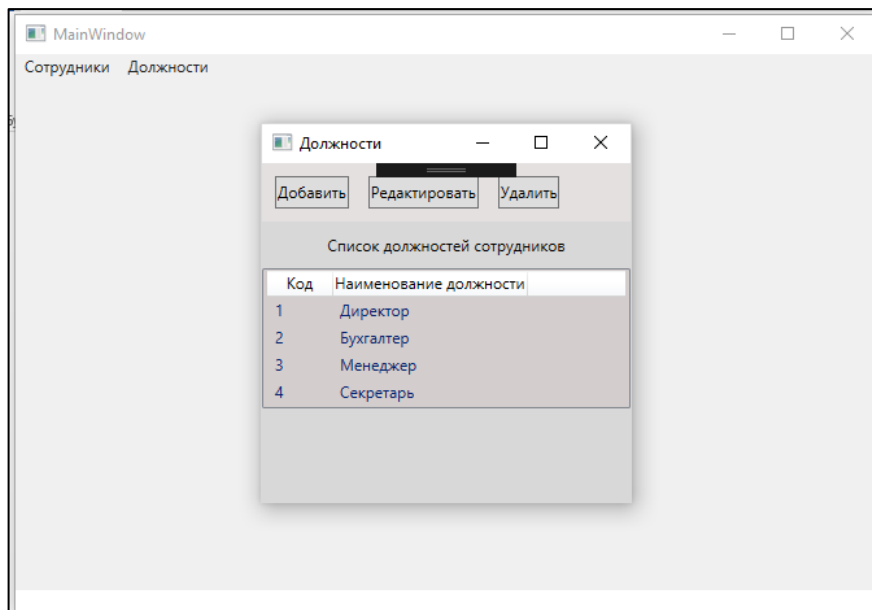 MainWindow
Сотрудники Должности
Должности
Добавить Редактировать Удалить
Список должностей сотрудников
Код Наименование должности
1 Директор
2 Бухгалтер
3 Менеджер
4 Секретарь